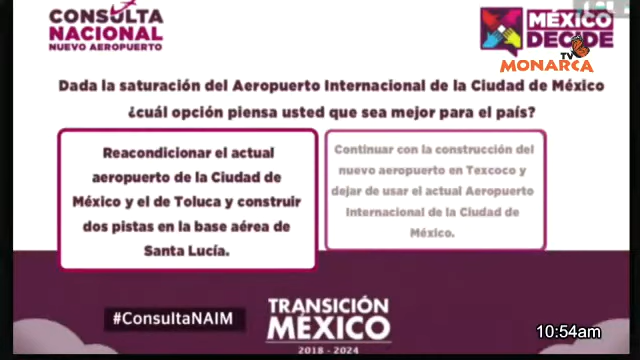 CONSULTA
NACIONAL
NUEVO AEROPUERTO
MÉXICO
DECIDE
TV
MONARCA
Dada la saturación del Aeropuerto Internacional de la Ciudad de México
¿cuál opción piensa usted que sea mejor para el país?
Reacondicionar el actual
aeropuerto de la Ciudad de
México y el de Toluca y construir
dos pistas en la base aérea de
Santa Lucía.
Continuar con la construcción del
nuevo aeropuerto en Texcoco y
dejar de usar el actual Aeropuerto
Internacional de la Ciudad de
México.
#ConsultaNAIM
TRANSICIÓN
MÉXICO
2018 - 2024
10:54am